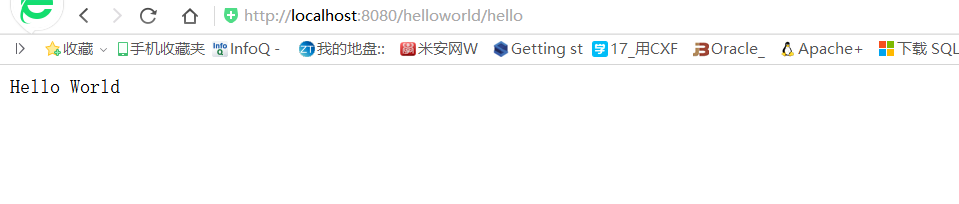 http://localhost:8080/helloworld/hello
收藏 手机收藏夹 InfoQ - 我的地盘:: 米安网W Getting st 17_用CXF Oracle_ Apache+ 下载 SQL
Hello World